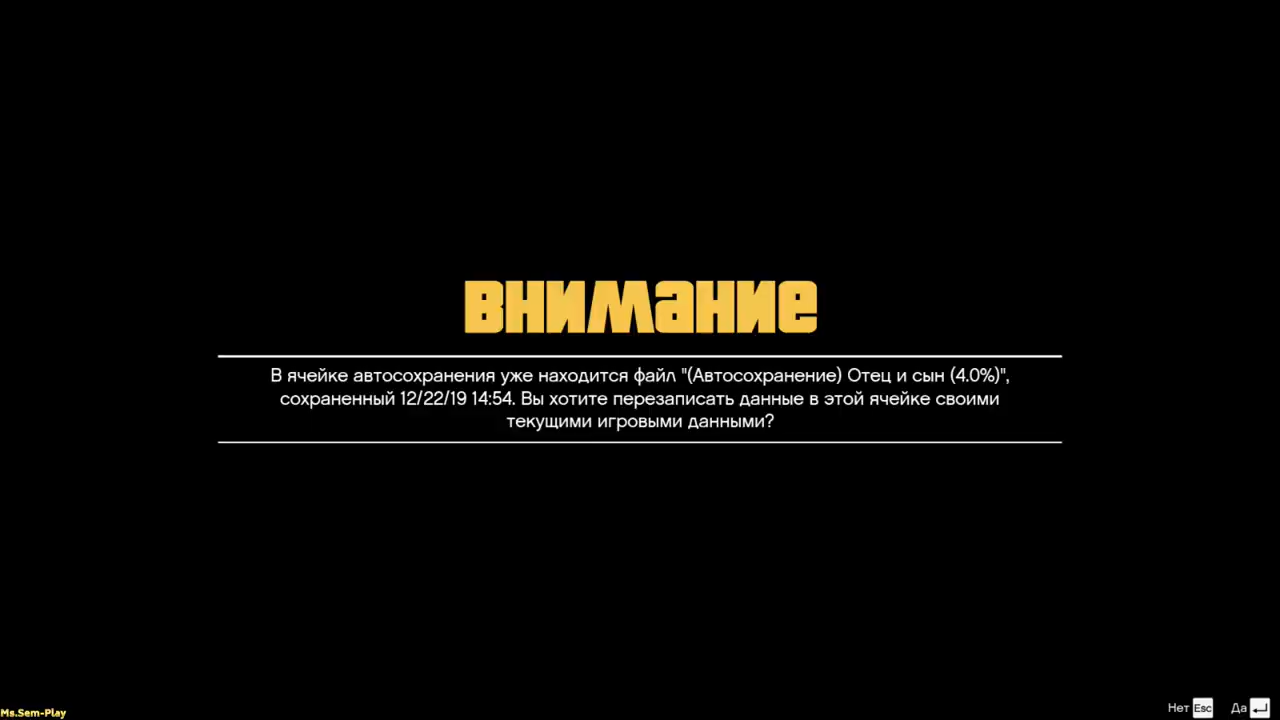 внимание
В ячейке автосохранения уже находится файл "(Автосохранение) Отец и сын (4.0%)",
сохраненный 12/22/19 14:54. Вы хотите перезаписать данные в этой ячейке своими
текущими игровыми данными?
Ms.Sem-Play
Нет Esc Да